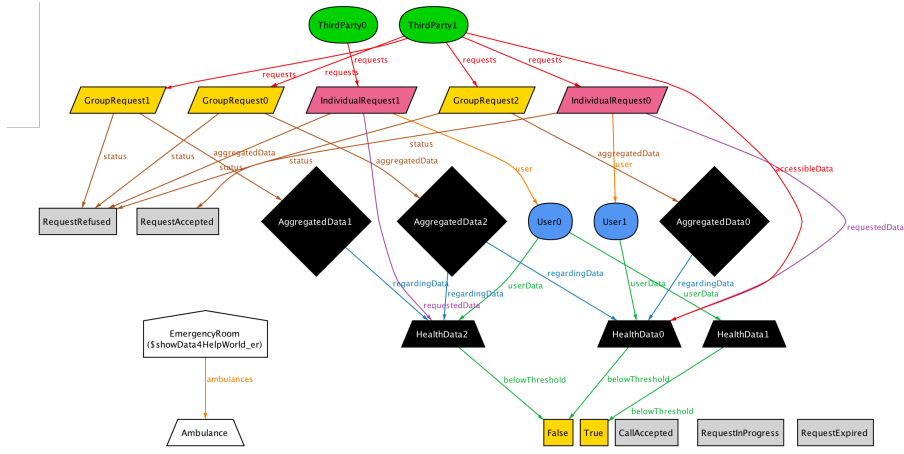 ThirdParty0
ThirdParty1
requests
requests
requests
requests
requests
GroupRequest1
GroupRequest0
IndividualRequest1
GroupRequest2
IndividualRequest0
status
status
aggregatedData
status
status
aggregatedData
status
user
aggregatedData
user
accessibleData
requestedData
RequestRefused
RequestAccepted
AggregatedData1
AggregatedData2
User0
User1
AggregatedData0
regardingData
regardingData
requestedData
userData
regardingData
userData
regardingData
userData
EmergencyRoom
($showData4HelpWorld_er)
HealthData2
HealthData0
HealthData1
ambulances
belowThreshold
belowThreshold
belowThreshold
Ambulance
False
True
CallAccepted
RequestInProgress
RequestExpired